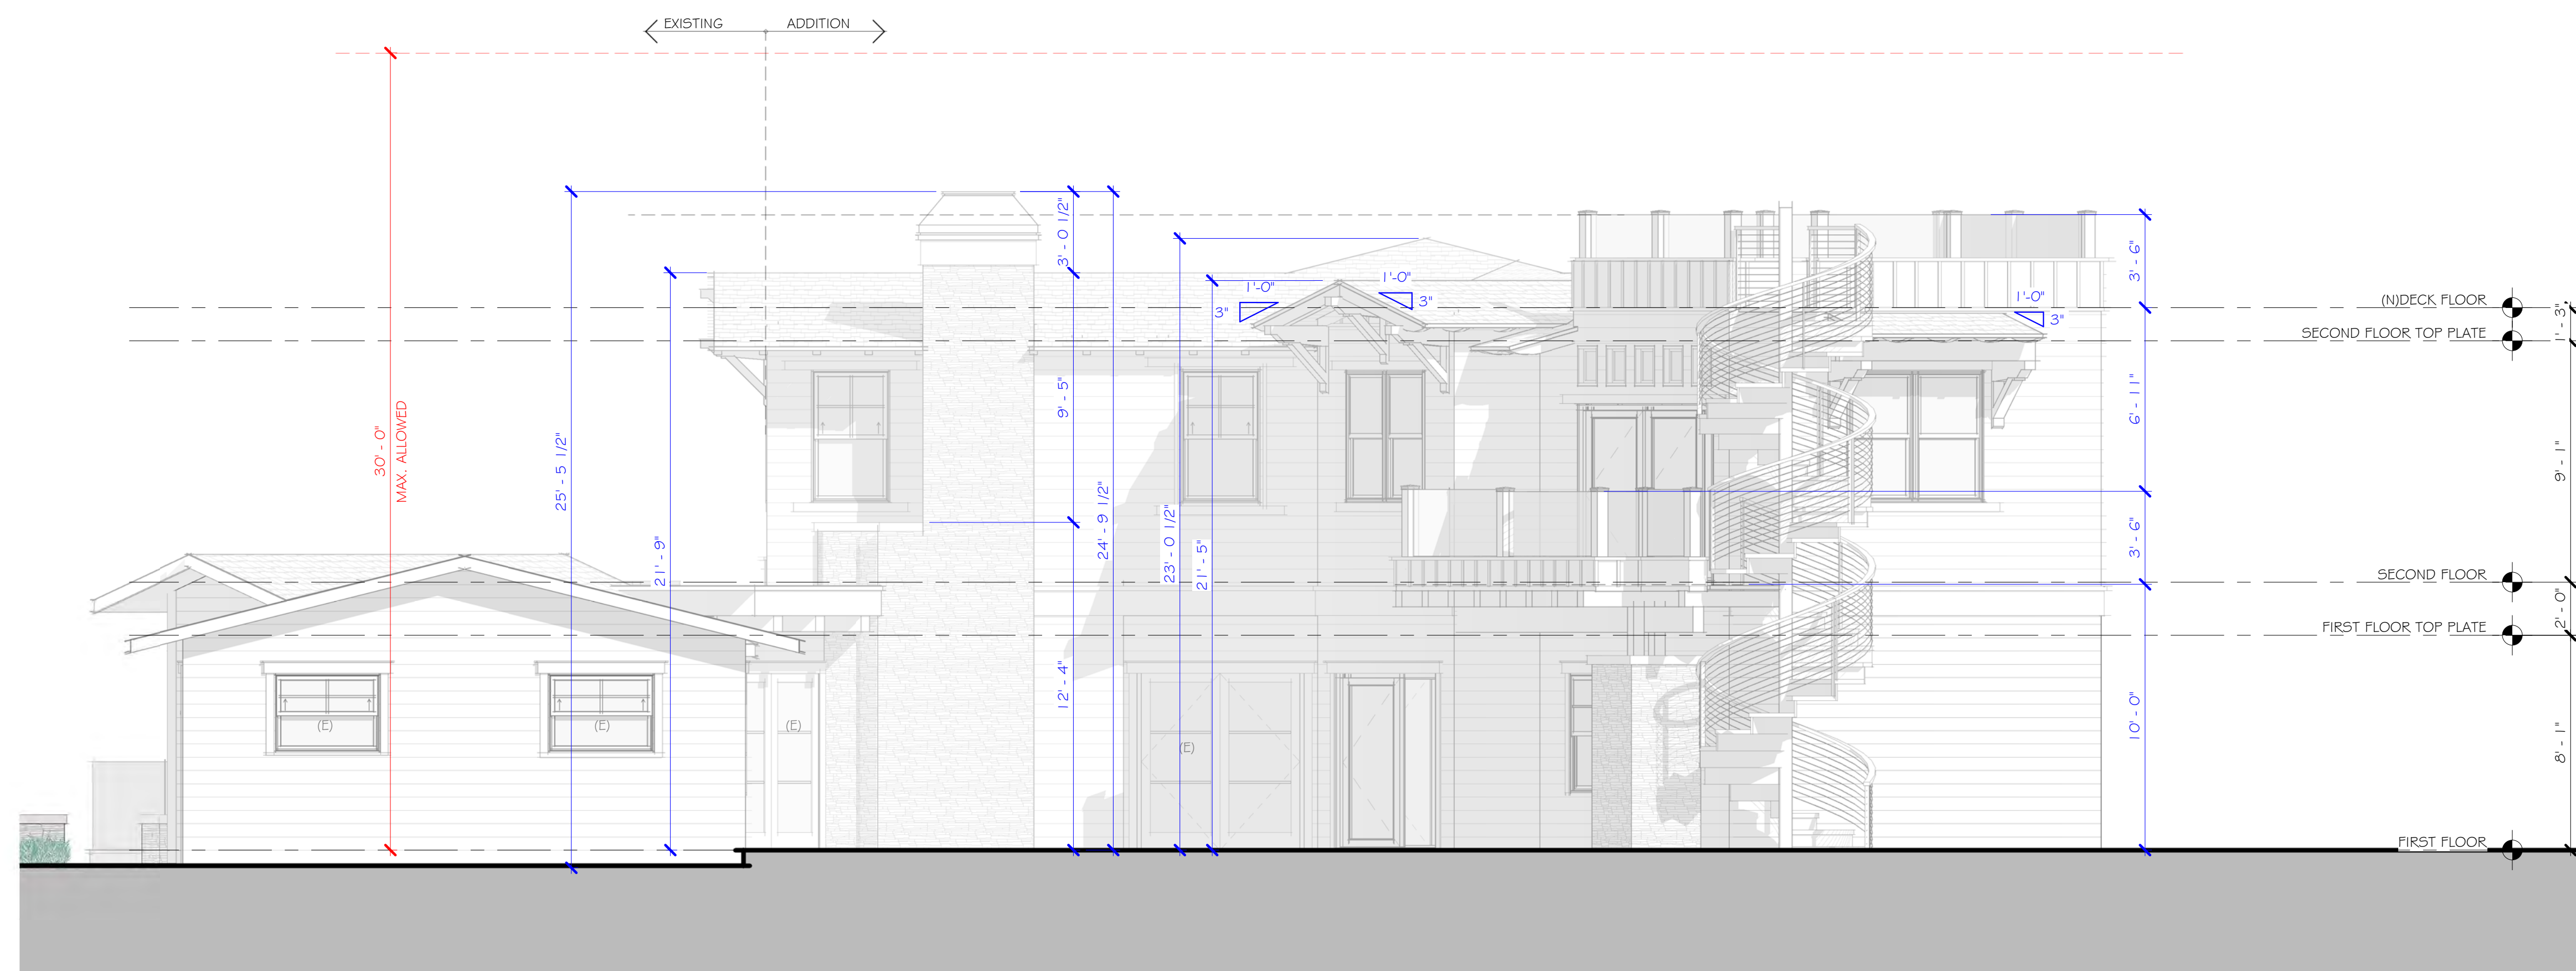 EXISTING
ADDITION
30' - 0"
MAX. ALLOWED
25' - 5 1/2"
21' - 9"
3' - 0 1/2"
9' - 5"
12' - 4"
24' - 9 1/2"
23' - 0 1/2"
21' - 5"
1'-0"
3"
1'-0"
3"
1'-0"
3"
3' - 6"
6' - 11"
3' - 6"
10' - 0"
(N)DECK FLOOR
SECOND FLOOR TOP PLATE
SECOND FLOOR
FIRST FLOOR TOP PLATE
FIRST FLOOR
1' - 3"
9' - 1"
2' - 0"
8' - 1"
(E)
(E)
(E)
(E)